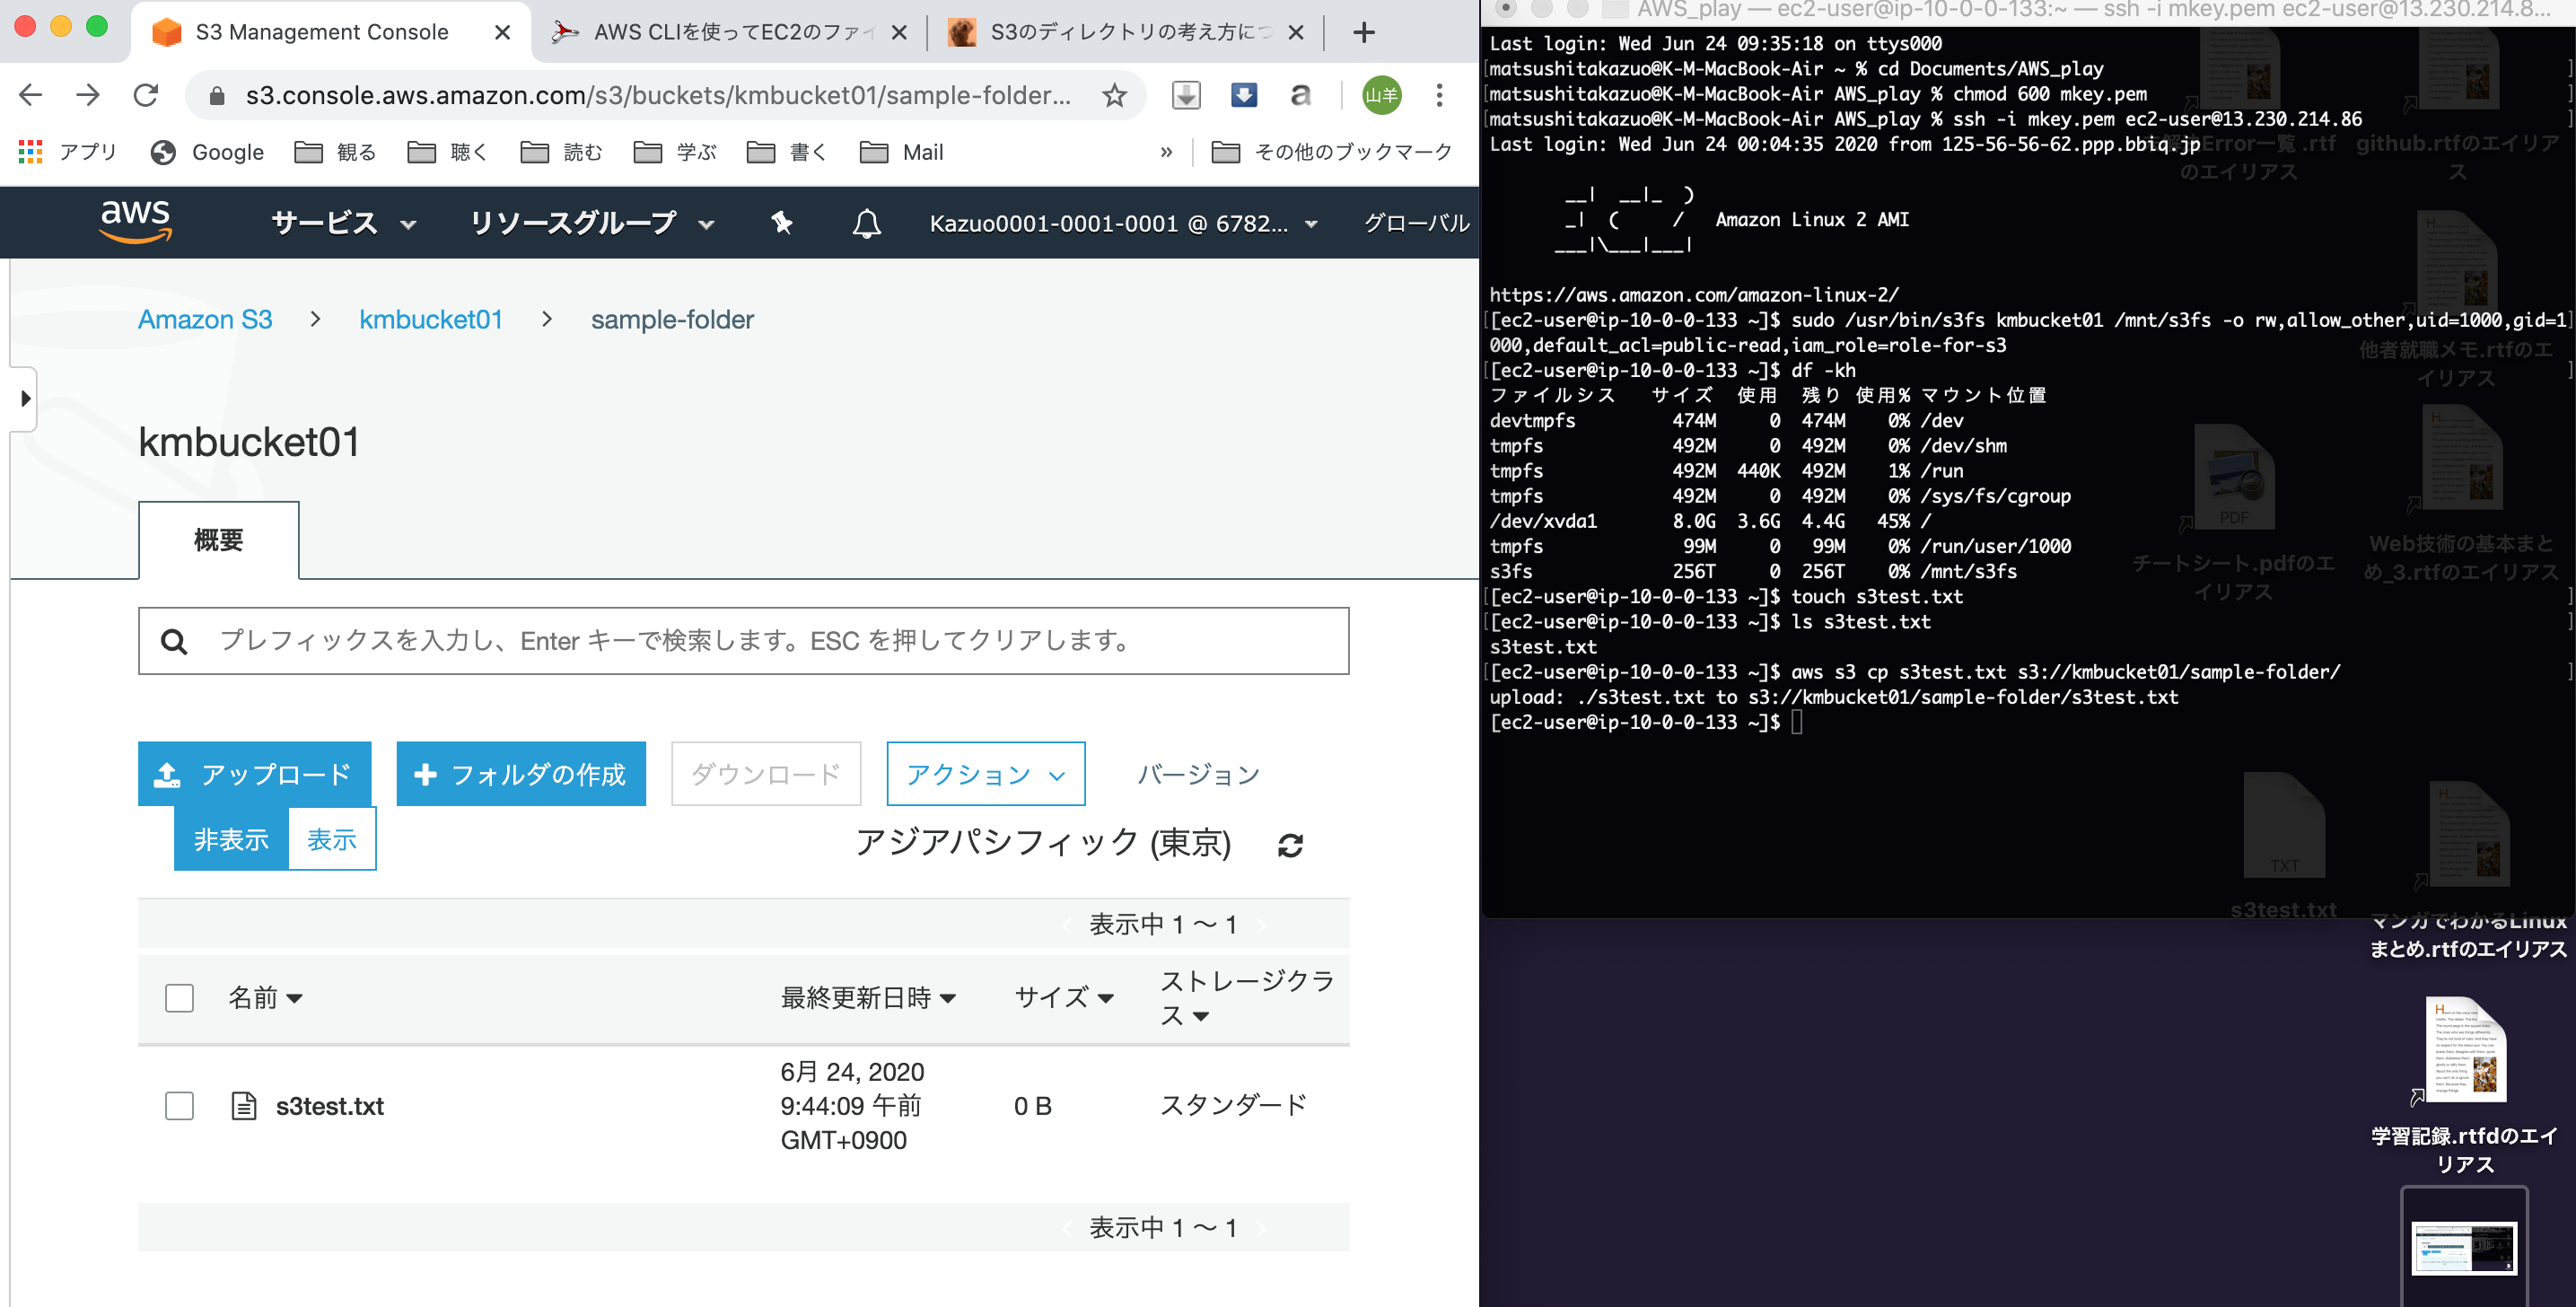 S3 Management Console
AWS CLIを使ってEC2のファイ
S3のディレクトリの考え方につ
s3.console.aws.amazon.com/s3/buckets/kmbucket01/sample-folder...
山羊
アプリ Google 観る 聴く 読む 学ぶ 書く Mail » その他のブックマーク
aws サービス リソースグループ Kazuo0001-0001-0001 @ 6782... グローバル
Amazon S3 > kmbucket01 > sample-folder
kmbucket01
概要
プレフィックスを入力し、Enter キーで検索します。ESC を押してクリアします。
アップロード フォルダの作成 ダウンロード アクション バージョン
非表示 表示 アジアパシフィック (東京)
表示中 1 ～ 1
名前 最終更新日時 サイズ ストレージクラ
ス
s3test.txt 6月 24, 2020 9:44:09 午前 GMT+0900 0 B スタンダード
表示中 1 ～ 1
AWS_play — ec2-user@ip-10-0-0-133:~ — ssh -i mkey.pem ec2-user@13.230.214.8...
Last login: Wed Jun 24 09:35:18 on ttys000
[matsushitakazuo@K-M-MacBook-Air ~ % cd Documents/AWS_play ]
[matsushitakazuo@K-M-MacBook-Air AWS_play % chmod 600 mkey.pem ]
[matsushitakazuo@K-M-MacBook-Air AWS_play % ssh -i mkey.pem ec2-user@13.230.214.86 ]
Last login: Wed Jun 24 00:04:35 2020 from 125-56-56-62.ppp.bbiq.jp
       __|  __|_  )
       _|  (     /   Amazon Linux 2 AMI
      ___|\___|___|
https://aws.amazon.com/amazon-linux-2/
[[ec2-user@ip-10-0-0-133 ~]$ sudo /usr/bin/s3fs kmbucket01 /mnt/s3fs -o rw,allow_other,uid=1000,gid=1]
000,default_acl=public-read,iam_role=role-for-s3
[[ec2-user@ip-10-0-0-133 ~]$ df -kh ]
ファイルシス サイズ 使用 残り 使用% マウント位置
devtmpfs 474M 0 474M 0% /dev
tmpfs 492M 0 492M 0% /dev/shm
tmpfs 492M 440K 492M 1% /run
tmpfs 492M 0 492M 0% /sys/fs/cgroup
/dev/xvda1 8.0G 3.6G 4.4G 45% /
tmpfs 99M 0 99M 0% /run/user/1000
s3fs 256T 0 256T 0% /mnt/s3fs
[[ec2-user@ip-10-0-0-133 ~]$ touch s3test.txt ]
[[ec2-user@ip-10-0-0-133 ~]$ ls s3test.txt ]
s3test.txt
[[ec2-user@ip-10-0-0-133 ~]$ aws s3 cp s3test.txt s3://kmbucket01/sample-folder/ ]
upload: ./s3test.txt to s3://kmbucket01/sample-folder/s3test.txt
[ec2-user@ip-10-0-0-133 ~]$
Error一覧 .rtf
のエイリアス
github.rtfのエイリア
ス
他者就職メモ.rtfのエ
イリアス
PDF
チートシート.pdfのエ
イリアス
Web技術の基本まと
め_3.rtfのエイリアス
TXT
s3test.txt
マンガでわかるLinux
まとめ.rtfのエイリアス
学習記録.rtfdのエイ
リアス